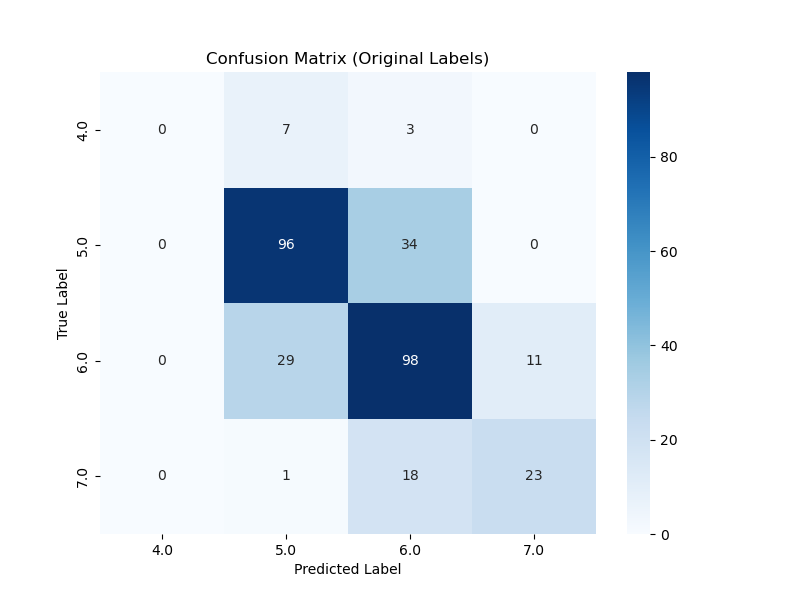 Confusion Matrix (Original Labels)
4.0 0 7 3 0
5.0 0 96 34 0
6.0 0 29 98 11
7.0 0 1 18 23
4.0 5.0 6.0 7.0
True Label
Predicted Label
80
60
40
20
0